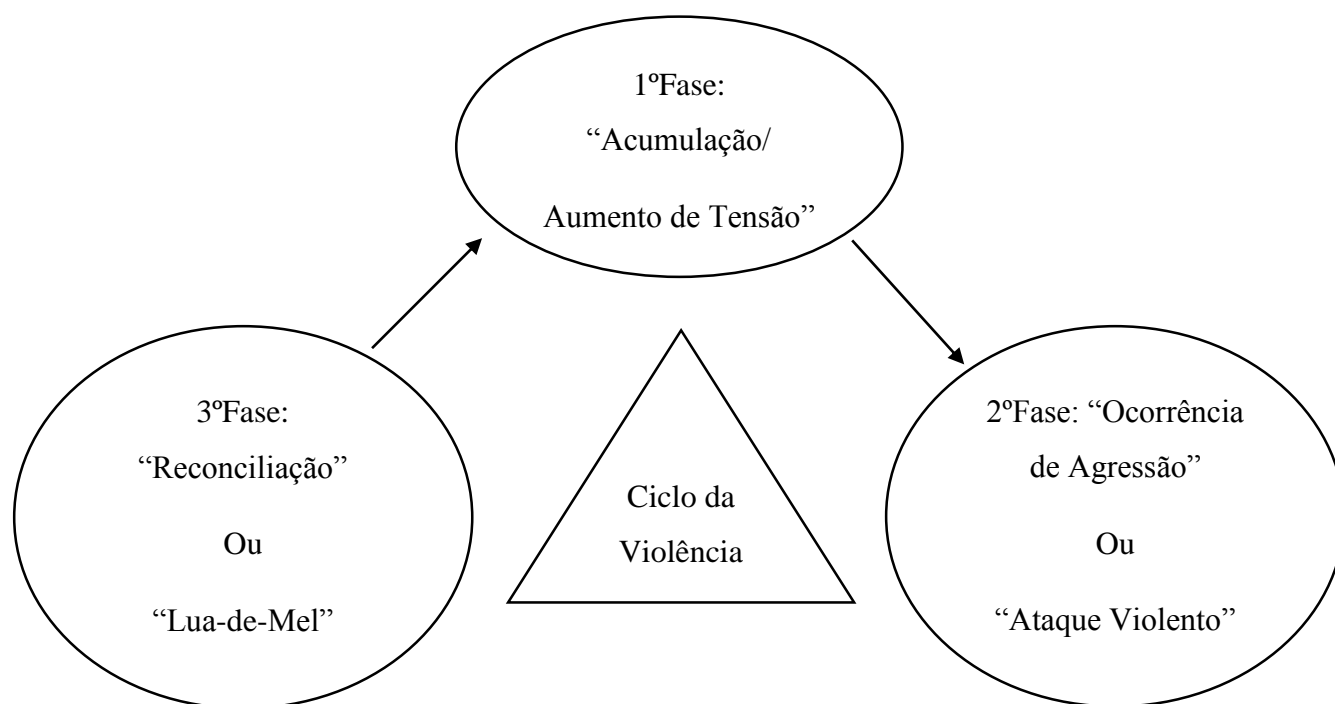 1ºFase:
“Acumulação/
Aumento de Tensão”
3ºFase:
“Reconciliação”
Ou
“Lua-de-Mel”
Ciclo da
Violência
2ºFase: “Ocorrência
de Agressão”
Ou
“Ataque Violento”